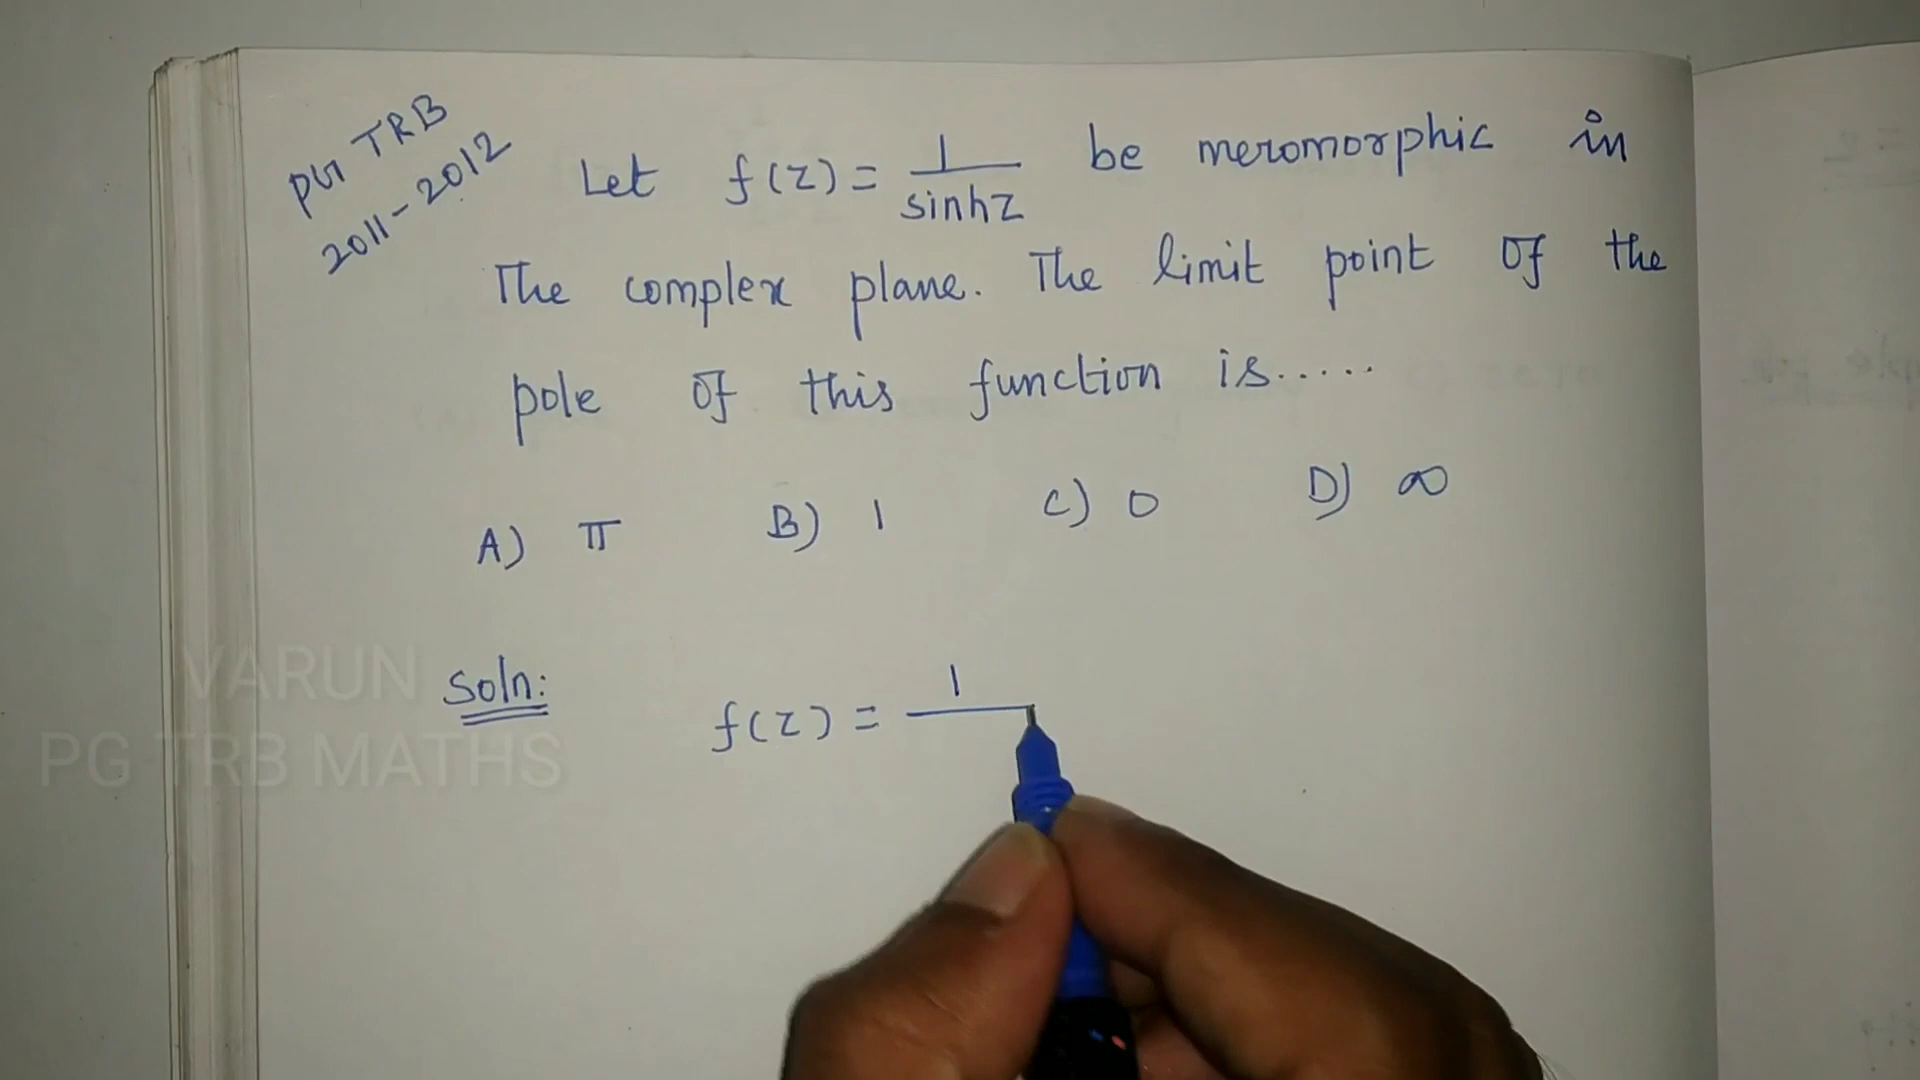 PG TRB
2011-2012
Let f(z) = 1/sinhz be meromorphic in
The complex plane. The limit point of the
pole of this function is.....
A) π B) 1 C) 0 D) ∞
Soln: f(z) = 1
VARUN
PG TRB MATHS